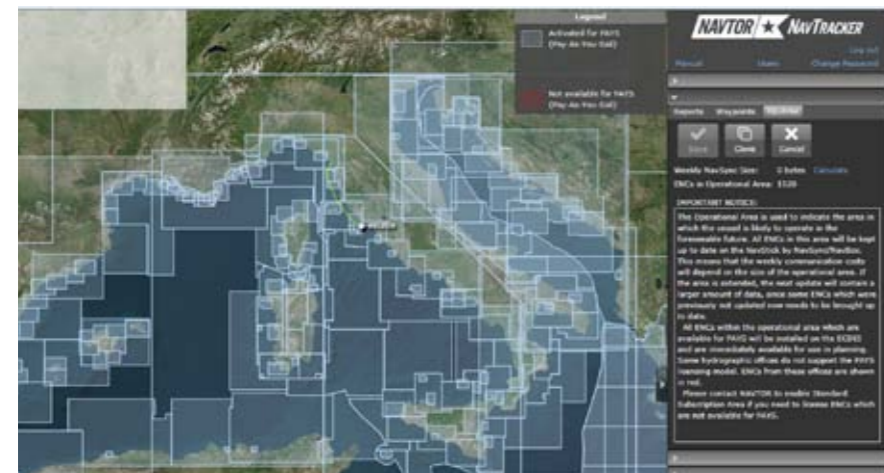 Legend
Activated for PAYS
(Pay As You Sail)
Not available for PAYS
(Pay As You Sail)
NAVTOR NAVTRACKER
Log out
Manual
Users
Change Password
Reports
Waypoints
Save
Clone
Cancel
Weekly NavSync Size: 0 bytes Calculate
ENCs in Operational Area: 1020
IMPORTANT NOTICE:
The Operational Area is used to indicate the area in
which the vessel is likely to operate in the
foreseeable future. All ENCs in this area will be kept
up to date on the NavStick by NavSync/NavBox.
This means that the weekly communication costs
will depend on the size of the operational area. If
the area is extended, the next update will contain a
larger amount of data, since some ENCs which were
previously not updated now needs to be brought up
to date.
All ENCs within the operational area which are
available for PAYS will be installed on the ECDIS
and are immediately available for use in planning.
Some hydrographic offices do not support the PAYS
licensing model. ENCs from these offices are shown
in red.
Please contact NAVTOR to enable Standard
Subscription Area if you need to license ENCs which
are not available for PAYS.